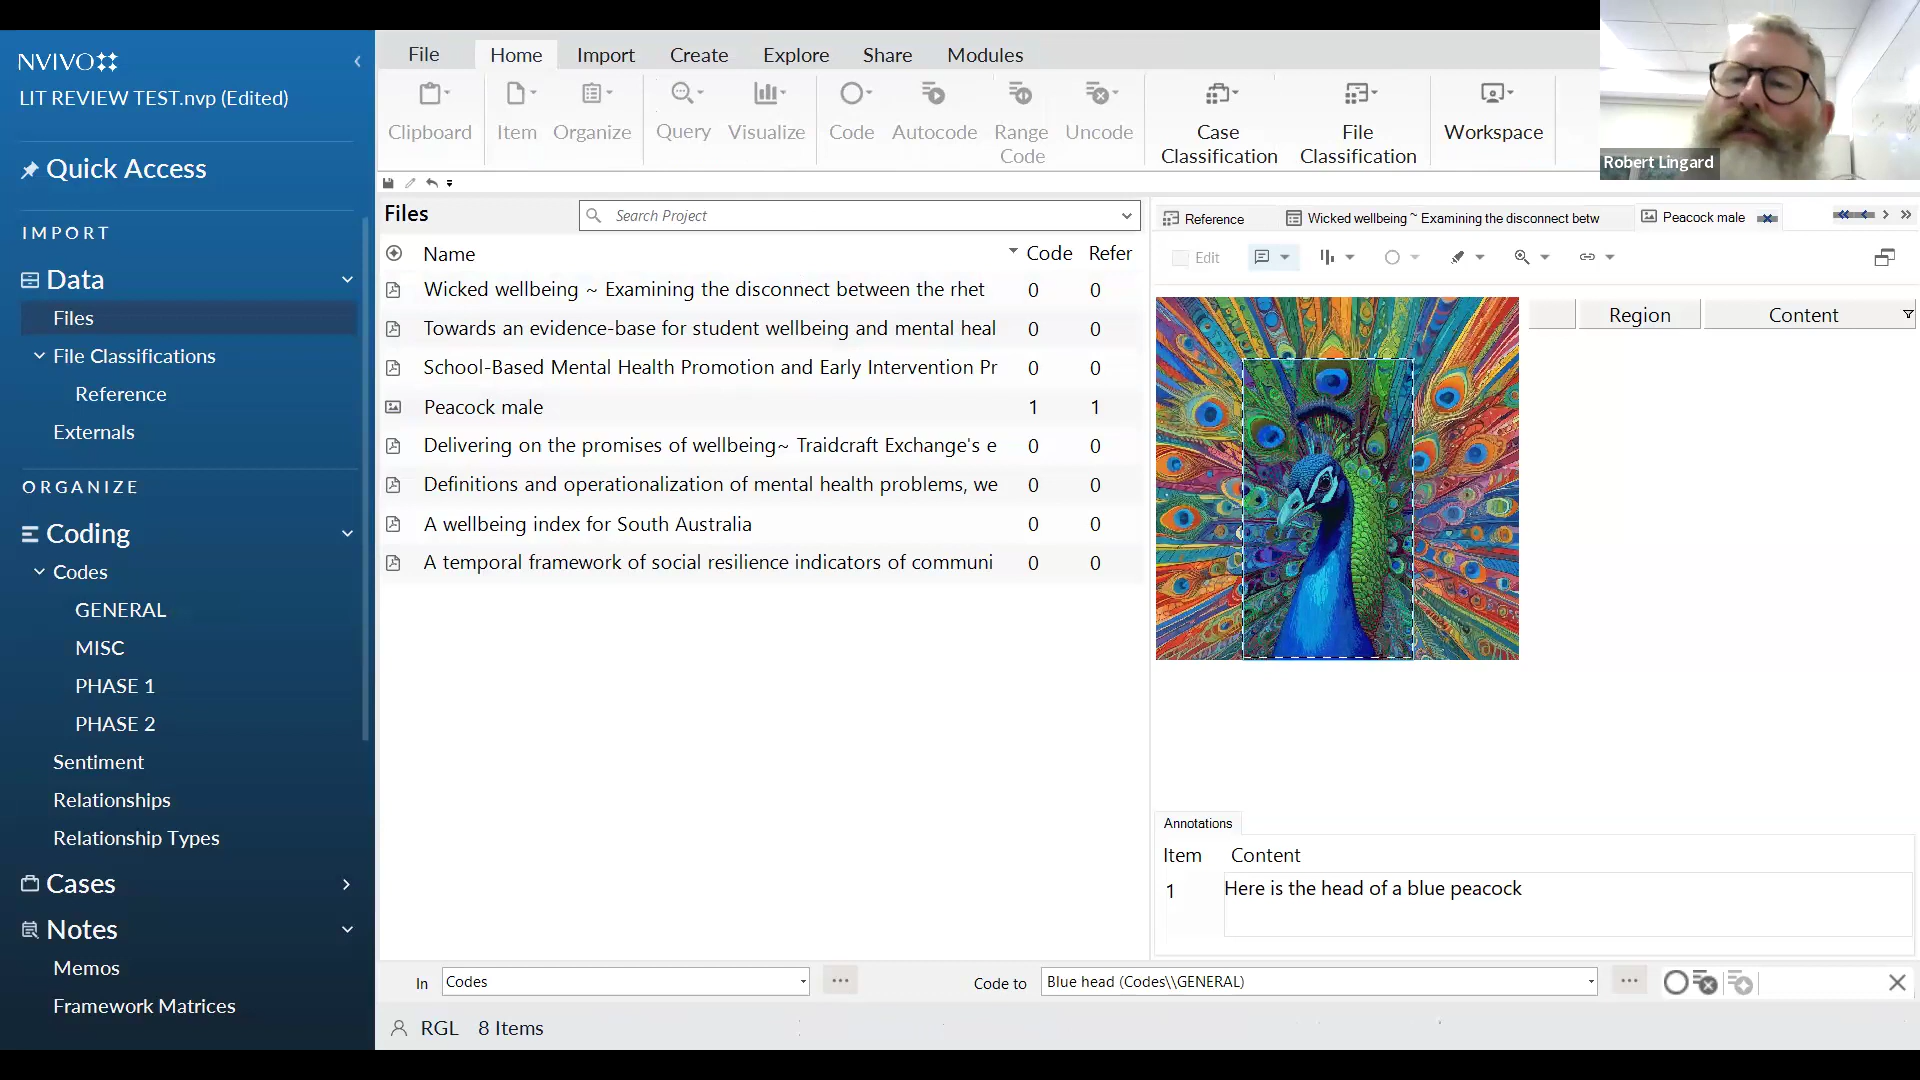 NVIVO
LIT REVIEW TEST.nvp (Edited)
Quick Access
IMPORT
Data
Files
File Classifications
Reference
Externals
ORGANIZE
Coding
Codes
GENERAL
MISC
PHASE 1
PHASE 2
Sentiment
Relationships
Relationship Types
Cases
Notes
Memos
Framework Matrices
File Home Import Create Explore Share Modules
Clipboard Item Organize Query Visualize Code Autocode Range Code Uncode Case Classification File Classification Workspace
Robert Lingard
Files
Search Project
Name Code Refer
Wicked wellbeing ~ Examining the disconnect between the rhet 0 0
Towards an evidence-base for student wellbeing and mental heal 0 0
School-Based Mental Health Promotion and Early Intervention Pr 0 0
Peacock male 1 1
Delivering on the promises of wellbeing~ Traidcraft Exchange's e 0 0
Definitions and operationalization of mental health problems, we 0 0
A wellbeing index for South Australia 0 0
A temporal framework of social resilience indicators of communi 0 0
Reference Wicked wellbeing ~ Examining the disconnect betw Peacock male
Edit
Region Content
Annotations
Item Content
1 Here is the head of a blue peacock
In Codes ... Code to Blue head (Codes\\GENERAL) ...
RGL 8 Items